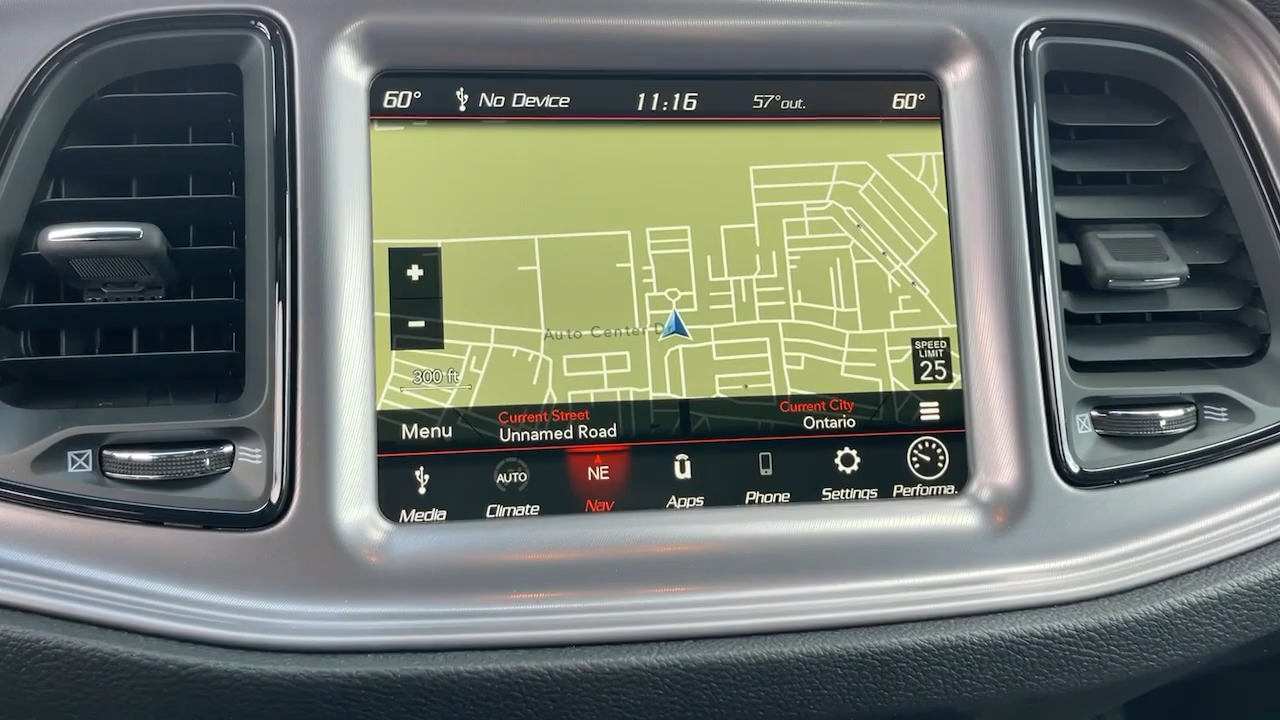 60° No Device 11:16 57°out. 60°
Auto Center D
300 ft
SPEED
LIMIT
25
Menu
Current Street
Unnamed Road
Current City
Ontario
AUTO
NE
Media
Climate
Nav
Apps
Phone
Settings
Performa.